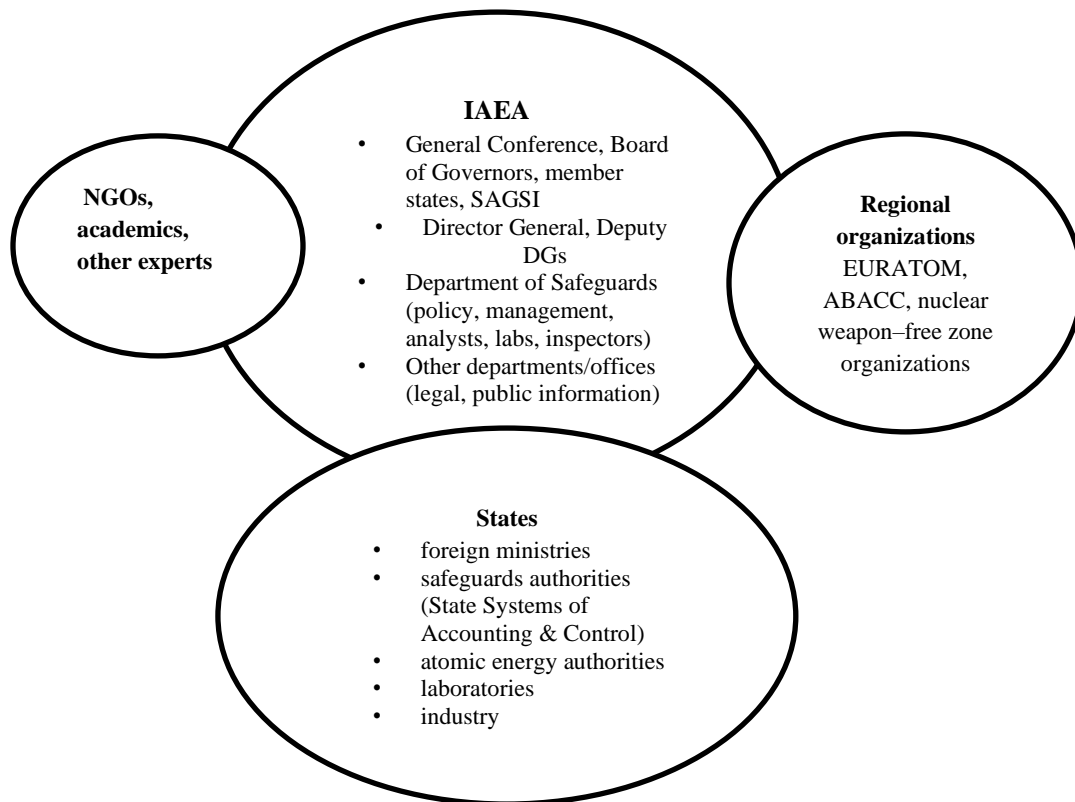 IAEA
• General Conference, Board
of Governors, member
states, SAGSI
• Director General, Deputy
DGs
• Department of Safeguards
(policy, management,
analysts, labs, inspectors)
• Other departments/offices
(legal, public information)
NGOs,
academics,
other experts
Regional
organizations
EURATOM,
ABACC, nuclear
weapon–free zone
organizations
States
• foreign ministries
• safeguards authorities
(State Systems of
Accounting & Control)
• atomic energy authorities
• laboratories
• industry